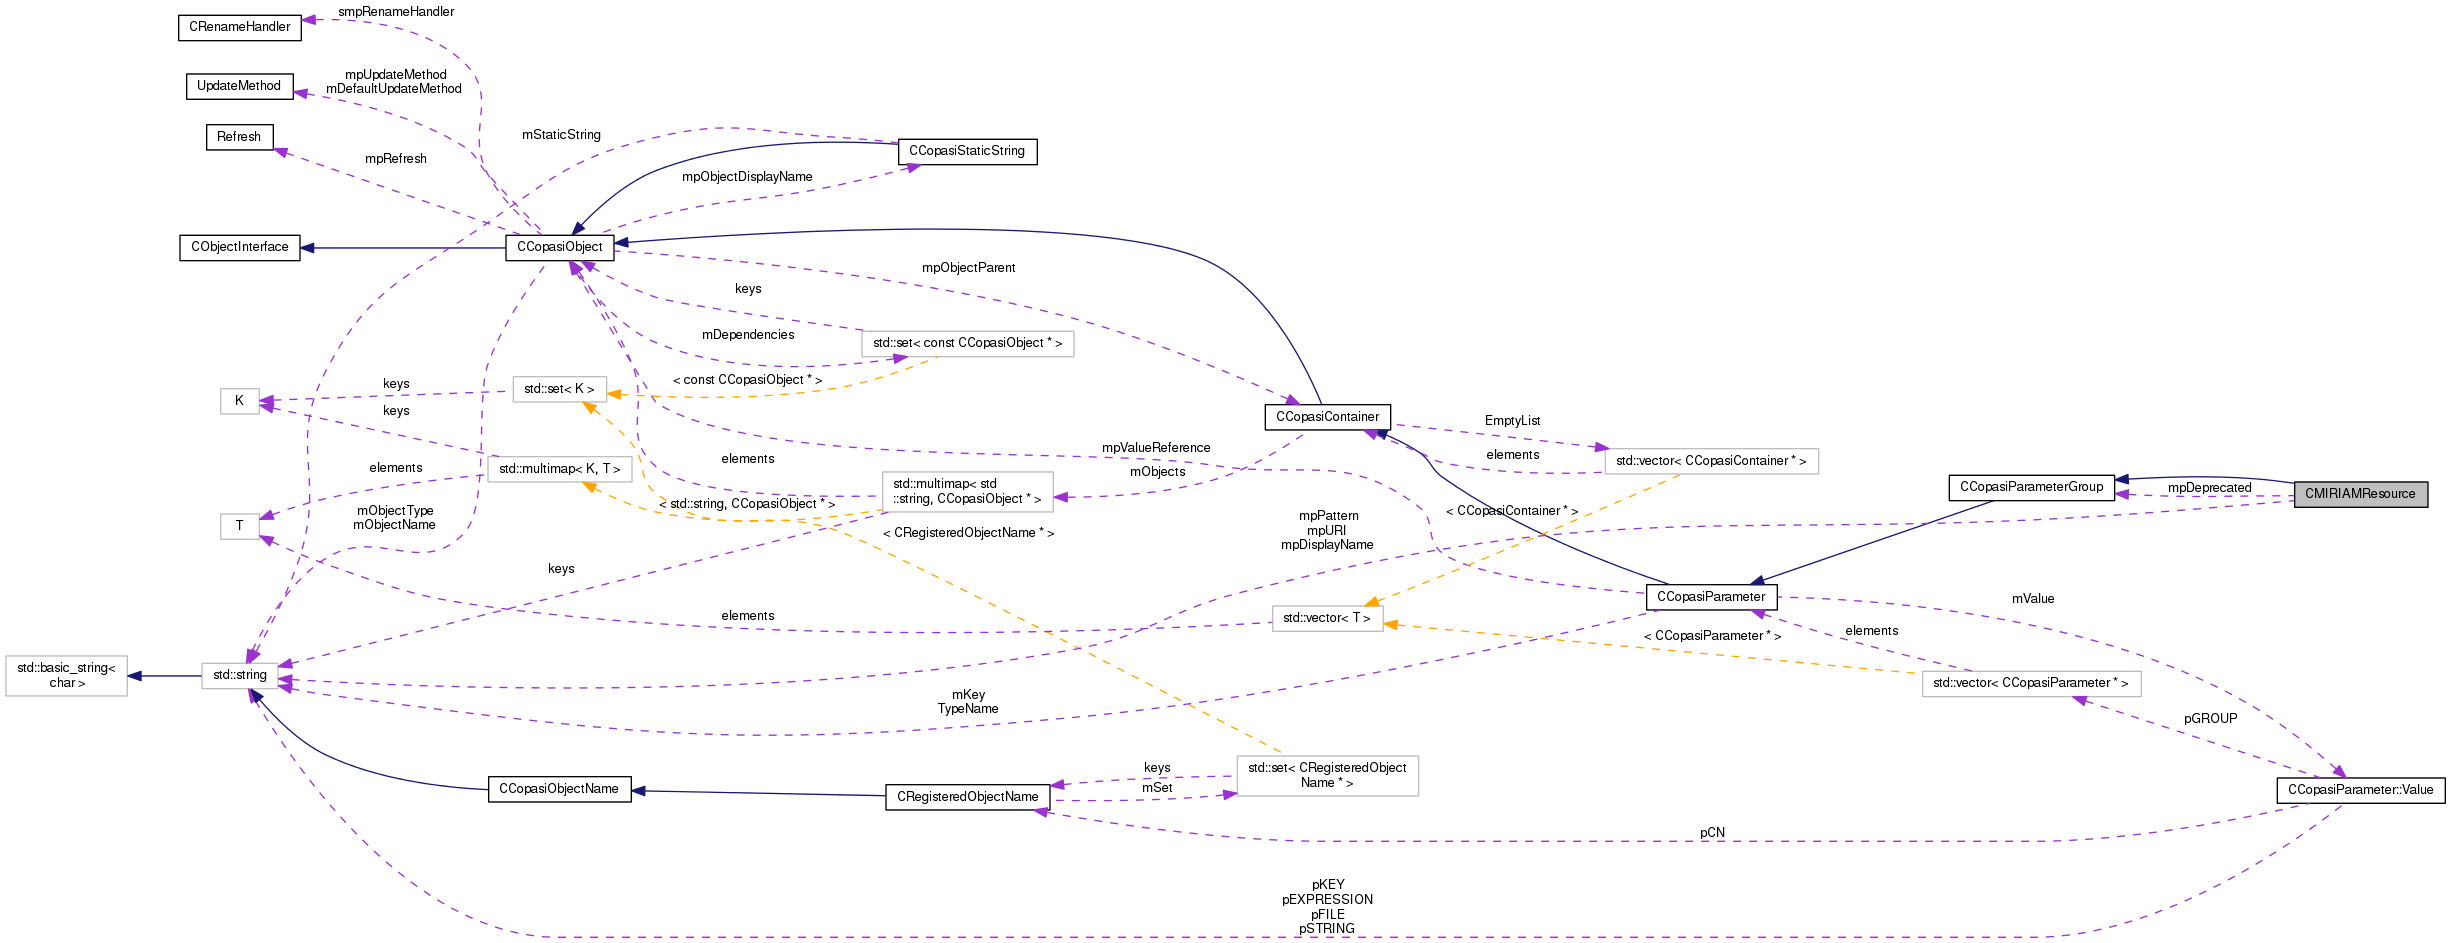 smpRenameHandler
CRenameHandler
mpUpdateMethod
mDefaultUpdateMethod
UpdateMethod
Refresh
mStaticString
mpRefresh
CCopasiStaticString
mpObjectDisplayName
CObjectInterface
CCopasiObject
mpObjectParent
keys
mDependencies
std::set< const CCopasiObject * >
< const CCopasiObject * >
keys
std::set< K >
K
keys
CCopasiContainer
EmptyList
mpValueReference
elements
std::vector< CCopasiContainer * >
elements
std::multimap< K, T >
elements
mObjects
std::multimap< std
::string, CCopasiObject * >
CCopasiParameterGroup
mpDeprecated
CMIRIAMResource
< std::string, CCopasiObject * >
< CCopasiContainer * >
mObjectType
mObjectName
T
< CRegisteredObjectName * >
mpPattern
mpURI
mpDisplayName
keys
CCopasiParameter
mValue
elements
std::vector< T >
< CCopasiParameter * >
elements
std::basic_string<
char >
std::string
std::vector< CCopasiParameter * >
mKey
TypeName
pGROUP
keys
mSet
std::set< CRegisteredObject
Name * >
CCopasiObjectName
CRegisteredObjectName
CCopasiParameter::Value
pCN
pKEY
pEXPRESSION
pFILE
pSTRING